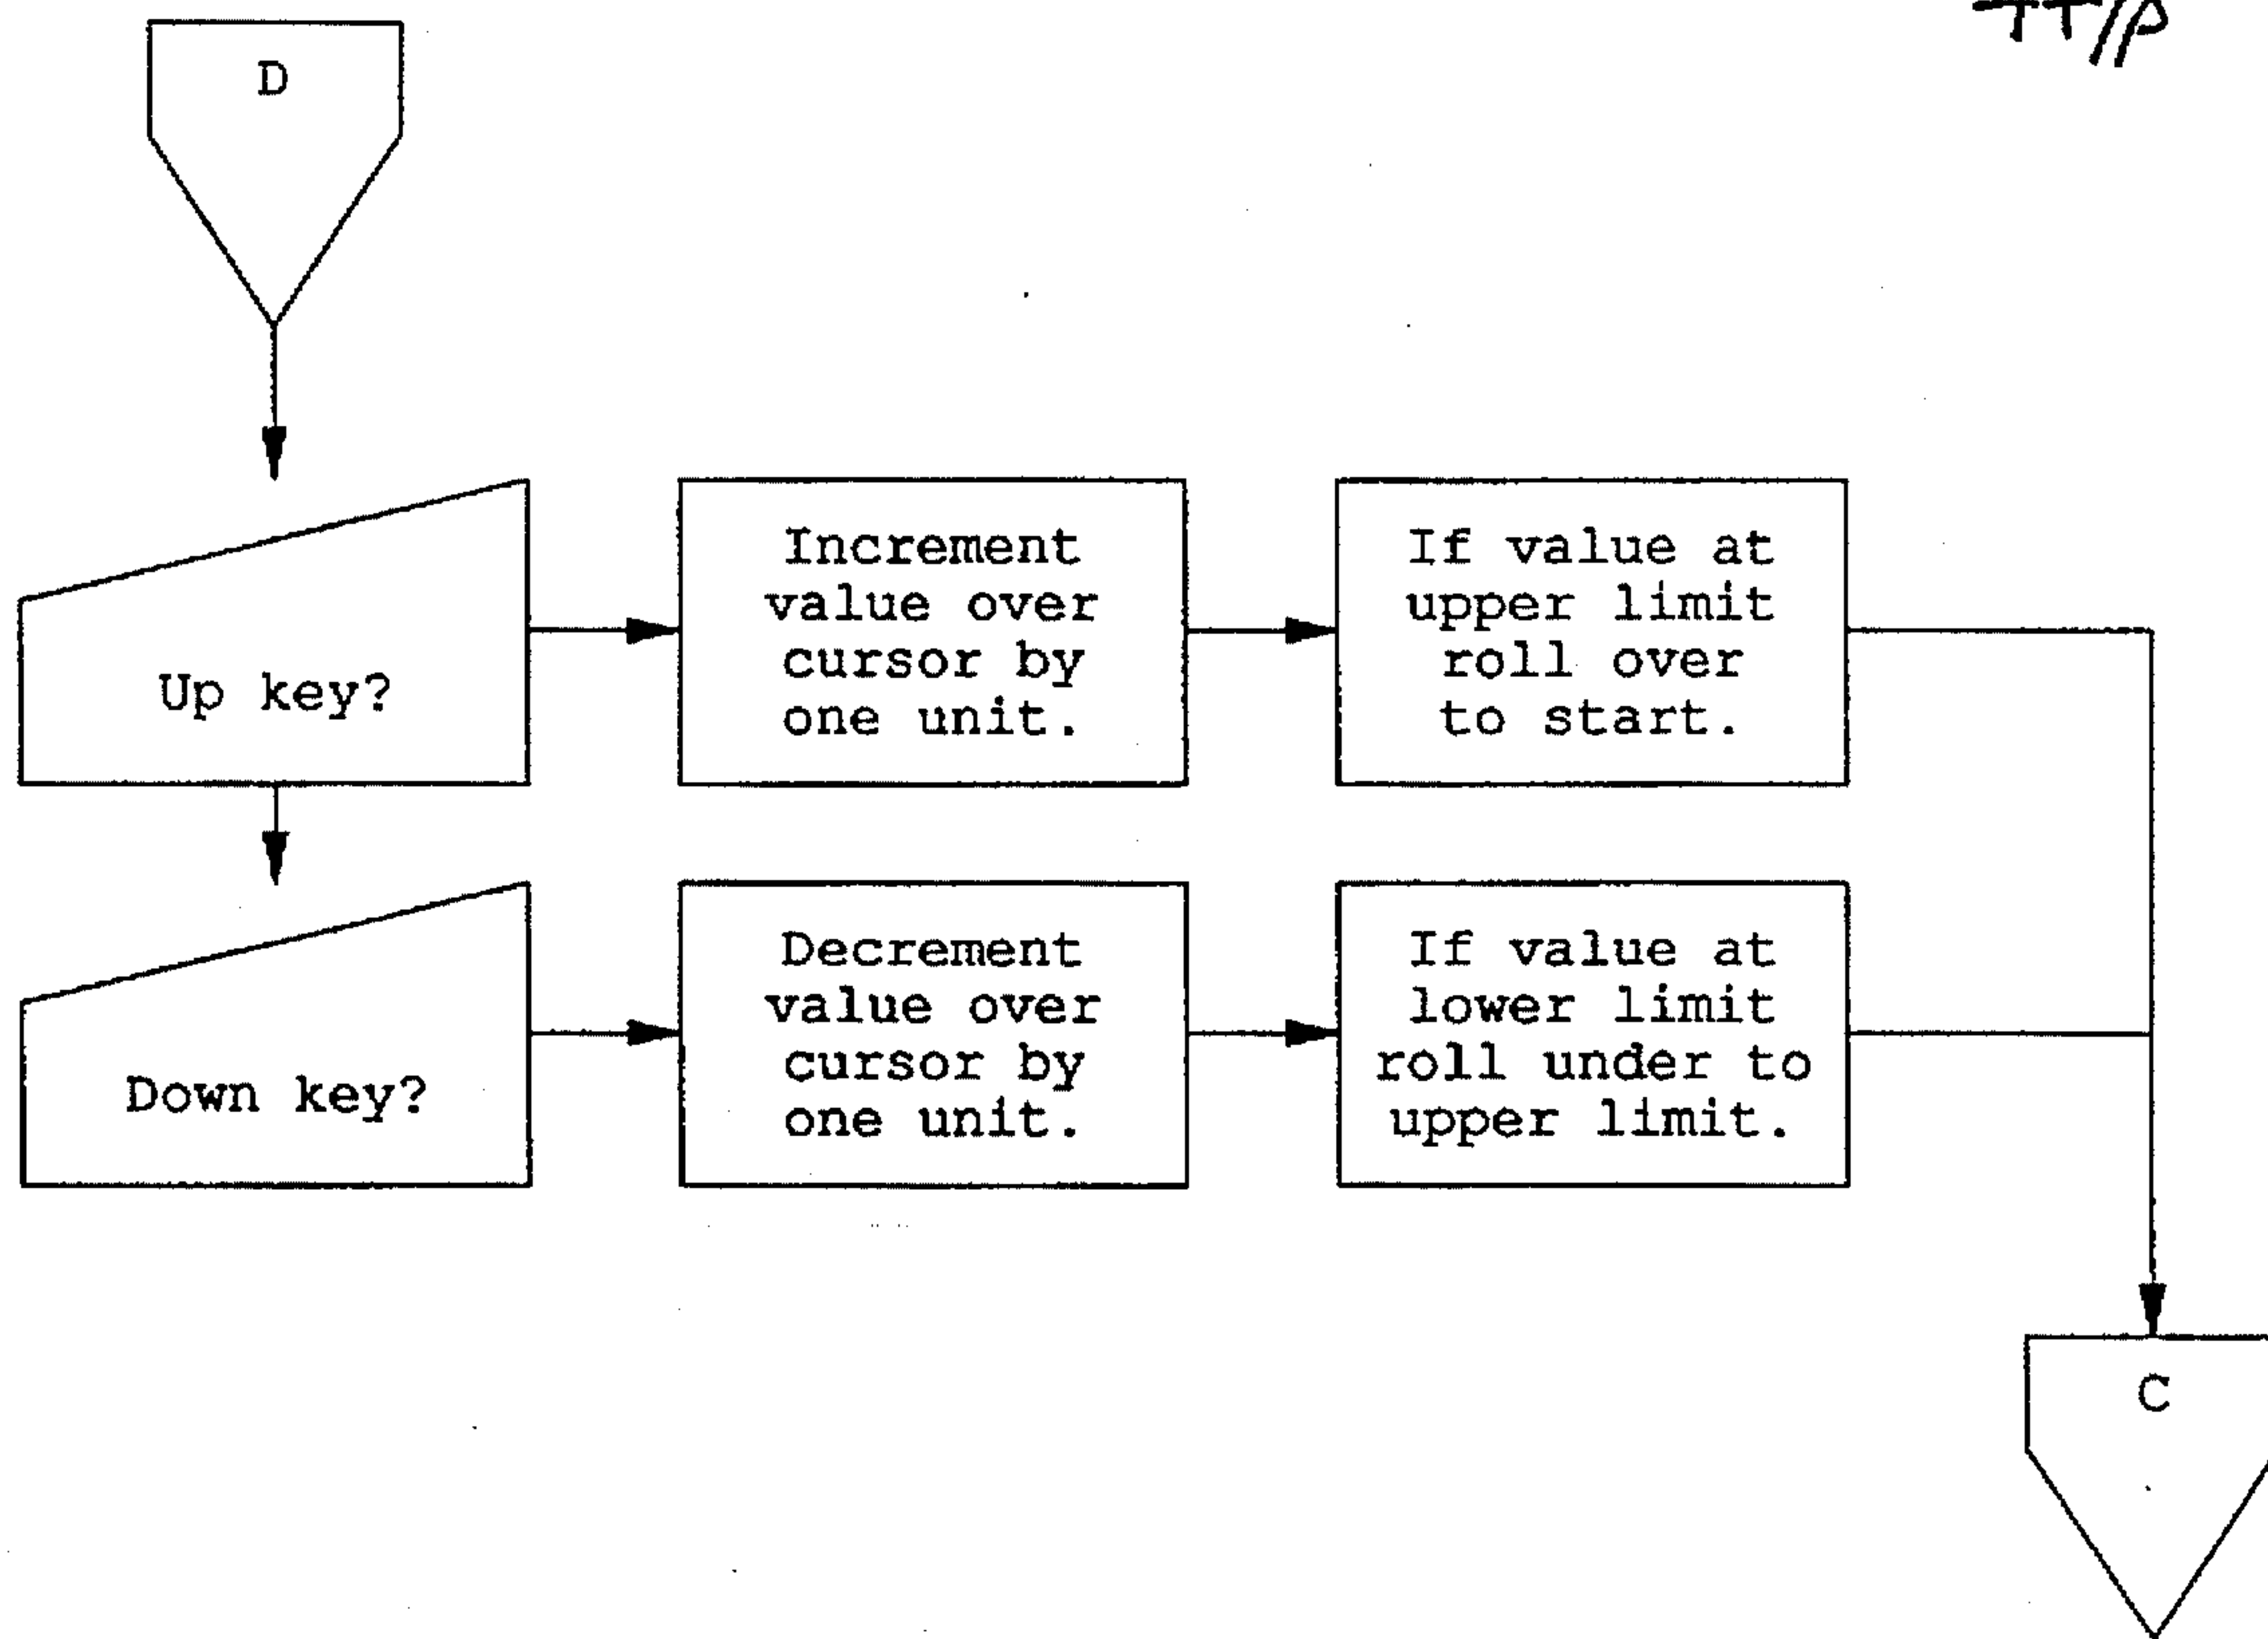 D
Up key?
Increment
value over
cursor by
one unit.
If value at
upper limit
roll over
to start.
Down key?
Decrement
value over
cursor by
one unit.
If value at
lower limit
roll under to
upper limit.
C